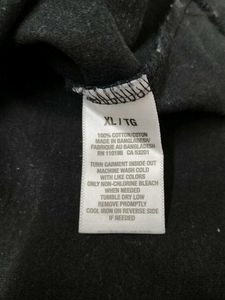 XL / TG
100% COTTON/COTON
MADE IN BANGLADESH/
FABRIQUÉ AU BANGLADESH
RN 110198 CA 53201
TURN GARMENT INSIDE OUT
MACHINE WASH COLD
WITH LIKE COLORS
ONLY NON-CHLORINE BLEACH
WHEN NEEDED
TUMBLE DRY LOW
REMOVE PROMPTLY
COOL IRON OR REVERSE SIDE
IF NEEDED